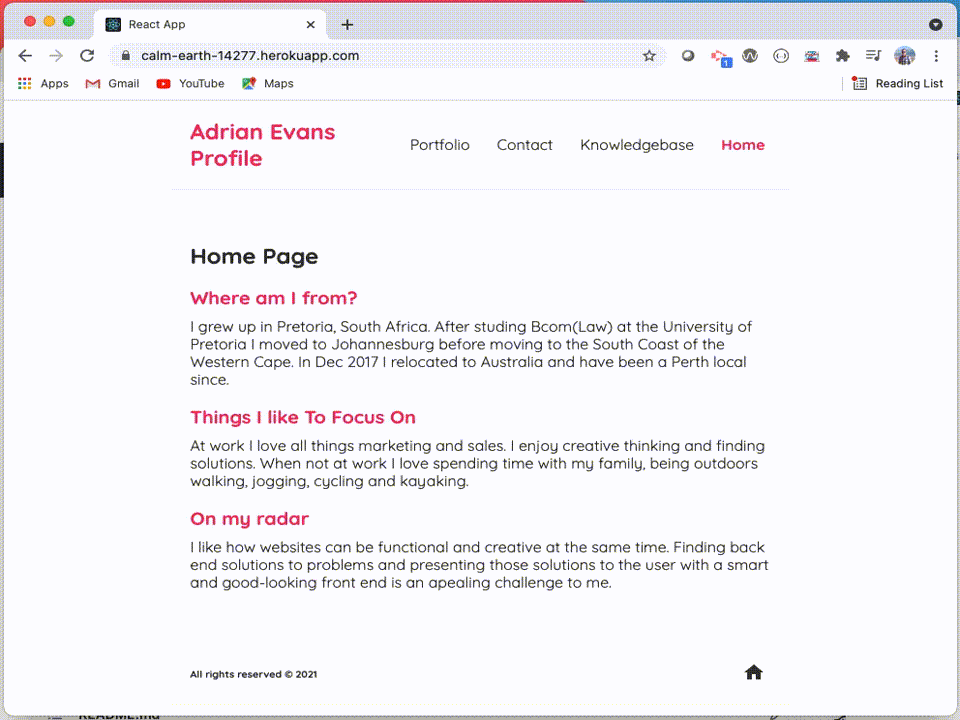 React App
calm-earth-14277.herokuapp.com
1
Apps Gmail YouTube Maps Reading List
Adrian Evans
Profile
Portfolio Contact Knowledgebase Home
Home Page
Where am I from?
I grew up in Pretoria, South Africa. After studing Bcom(Law) at the University of
Pretoria I moved to Johannesburg before moving to the South Coast of the
Western Cape. In Dec 2017 I relocated to Australia and have been a Perth local
since.
Things I like To Focus On
At work I love all things marketing and sales. I enjoy creative thinking and finding
solutions. When not at work I love spending time with my family, being outdoors
walking, jogging, cycling and kayaking.
On my radar
I like how websites can be functional and creative at the same time. Finding back
end solutions to problems and presenting those solutions to the user with a smart
and good-looking front end is an apealing challenge to me.
All rights reserved © 2021
README.md